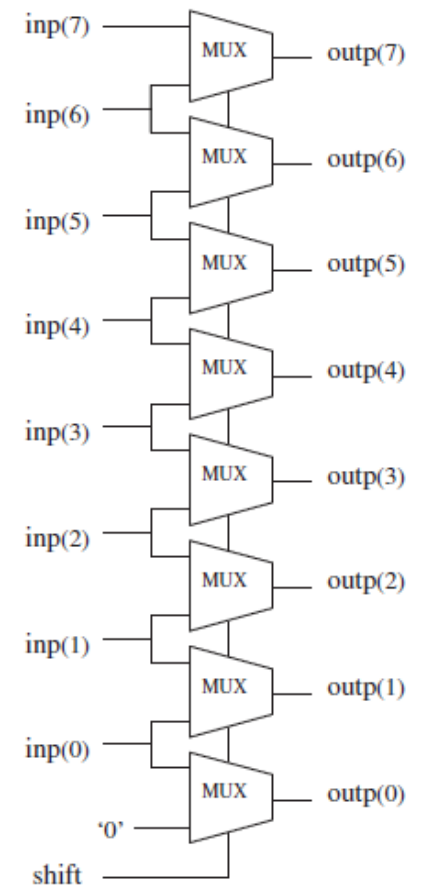 inp(7) MUX outp(7)
inp(6) MUX outp(6)
inp(5) MUX outp(5)
inp(4) MUX outp(4)
inp(3) MUX outp(3)
inp(2) MUX outp(2)
inp(1) MUX outp(1)
inp(0) MUX outp(0)
‘0’
shift